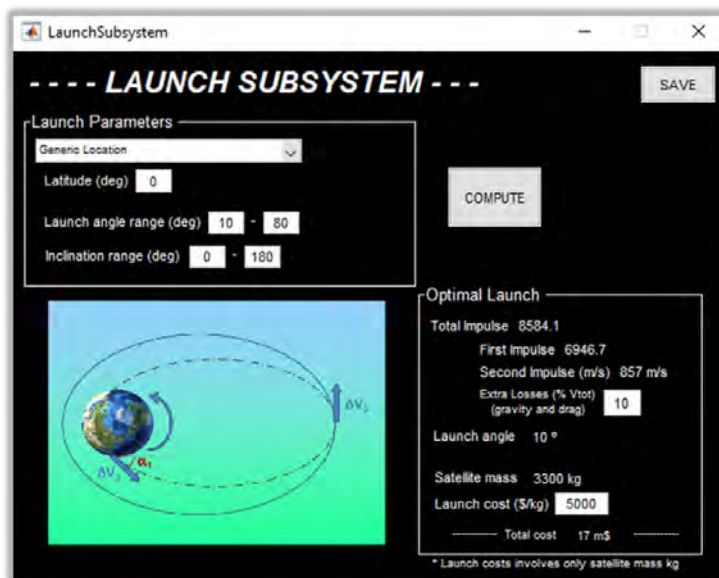 LaunchSubsystem
- - - - LAUNCH SUBSYSTEM - - -
SAVE
Launch Parameters
Generic Location
Latitude (deg) 0
Launch angle range (deg) 10 - 80
Inclination range (deg) 0 - 180
COMPUTE
ΔV₂
α₁
ΔV₁
Optimal Launch
Total Impulse 8584.1
First Impulse 6946.7
Second Impulse (m/s) 857 m/s
Extra Losses (% Vtot) 10
(gravity and drag)
Launch angle 10 º
Satellite mass 3300 kg
Launch cost ($/kg) 5000
Total cost 17 m$
* Launch costs involves only satellite mass kg